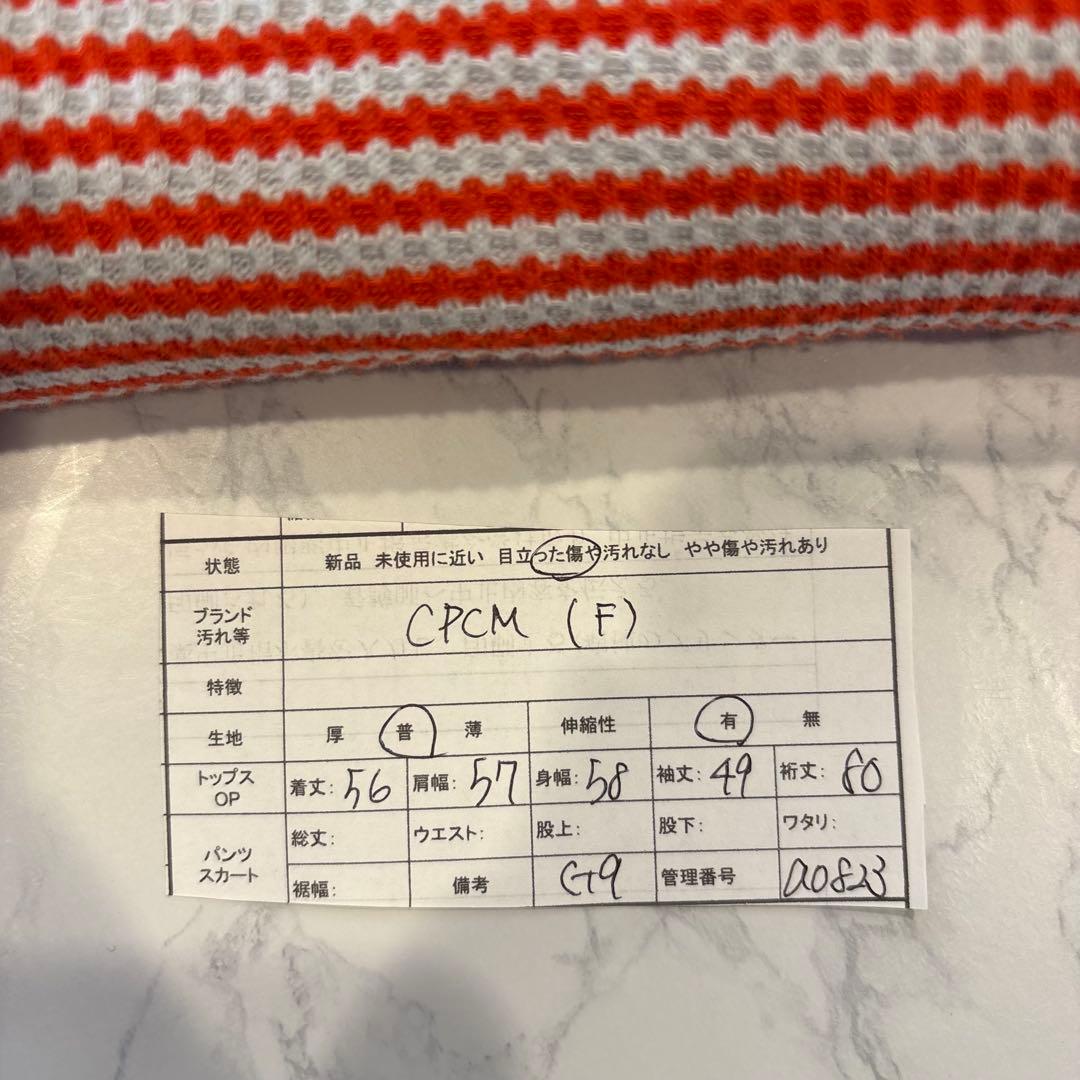 状態 新品 未使用に近い 目立った傷や汚れなし やや傷や汚れあり
ブランド 汚れ等 CPCM (F)
特徴
生地 厚 普 薄 伸縮性 有 無
トップス OP 着丈: 56 肩幅: 57 身幅: 58 袖丈: 49 裄丈: 80
パンツ スカート 総丈: ウエスト: 股上: 股下: ワタリ:
裾幅: 備考 G9 管理番号 a0823